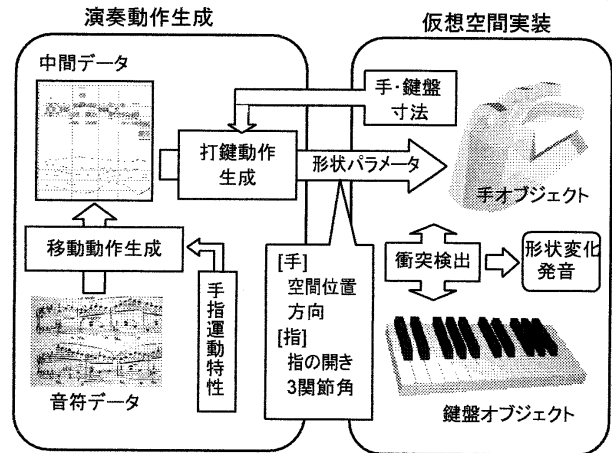 演奏動作生成
仮想空間実装
中間データ
手・鍵盤
寸法
打鍵動作
生成
形状パラメータ
手オブジェクト
移動動作生成
手指運動特性
[手]
空間位置
方向
[指]
指の開き
3関節角
衝突検出
形状変化
発音
音符データ
鍵盤オブジェクト